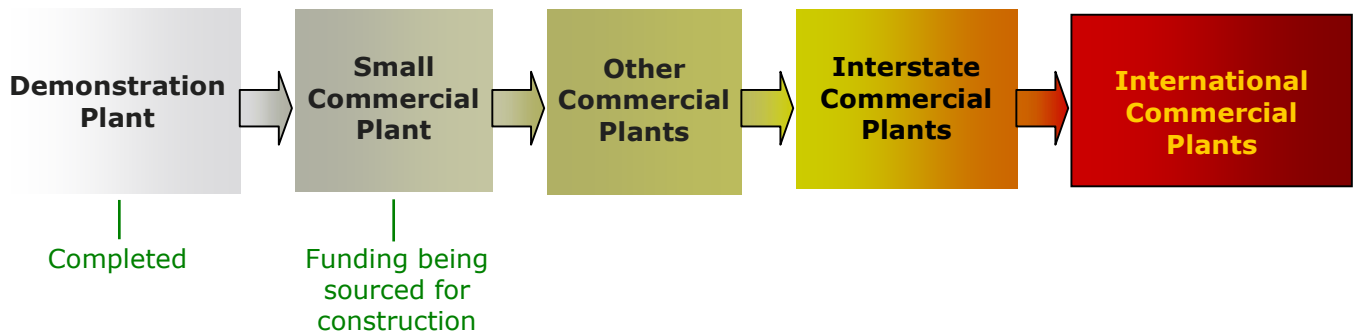 Demonstration
Plant
Small
Commercial
Plant
Other
Commercial
Plants
Interstate
Commercial
Plants
International
Commercial
Plants
Completed
Funding being
sourced for
construction